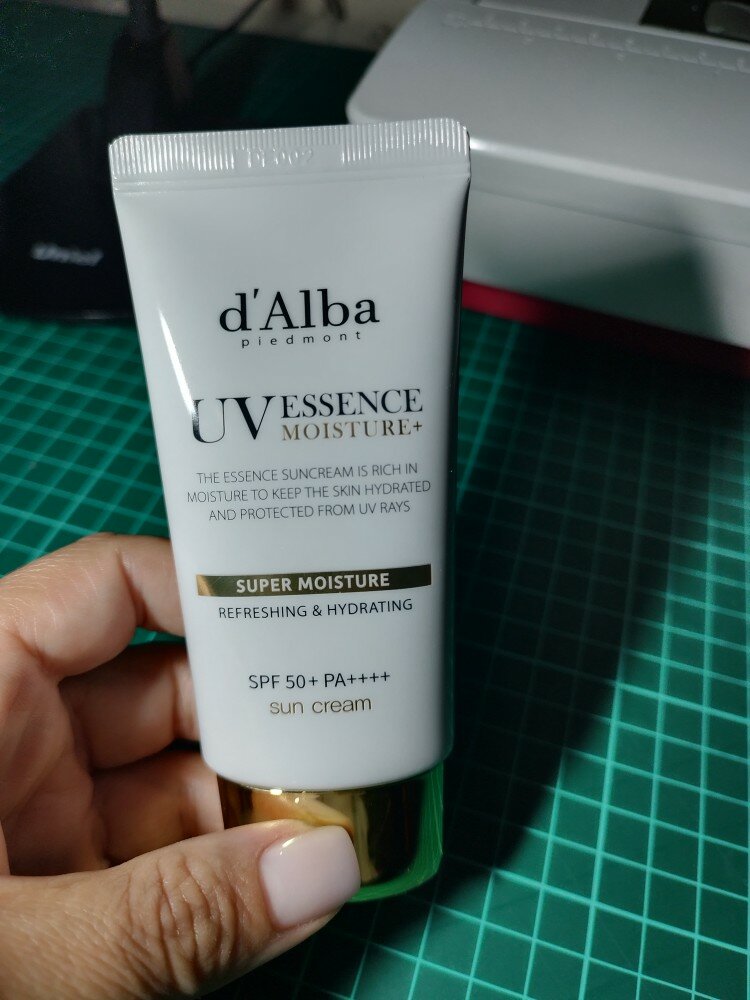 d'Alba
piedmont
UV ESSENCE
MOISTURE+
THE ESSENCE SUNCREAM IS RICH IN
MOISTURE TO KEEP THE SKIN HYDRATED
AND PROTECTED FROM UV RAYS
SUPER MOISTURE
REFRESHING & HYDRATING
SPF 50+ PA++++
sun cream